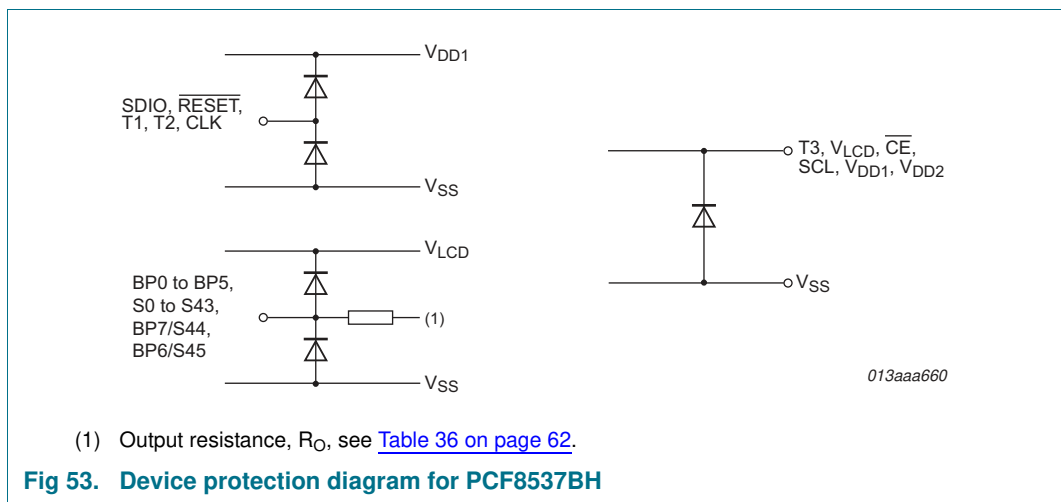 VDD1
SDIO, RESET,
T1, T2, CLK
VSS
VLCD
BP0 to BP5,
S0 to S43,
BP7/S44,
BP6/S45
(1)
VSS
T3, VLCD, CE,
SCL, VDD1, VDD2
VSS
013aaa660
(1) Output resistance, RO, see Table 36 on page 62.
Fig 53. Device protection diagram for PCF8537BH